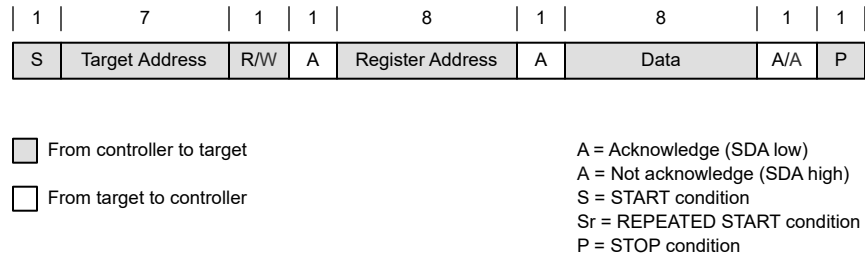 1 7 1 1 8 1 8 1 1
S Target Address R/W A Register Address A Data A/A P
From controller to target
From target to controller
A = Acknowledge (SDA low)
A = Not acknowledge (SDA high)
S = START condition
Sr = REPEATED START condition
P = STOP condition